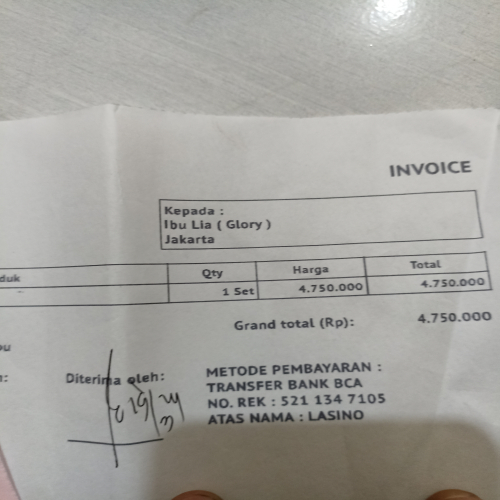 INVOICE
Kepada :
Ibu Lia ( Glory )
Jakarta
duk Qty Harga Total
1 Set 4.750.000 4.750.000
Grand total (Rp): 4.750.000
Diterima oleh:
METODE PEMBAYARAN :
TRANSFER BANK BCA
NO. REK : 521 134 7105
ATAS NAMA : LASINO